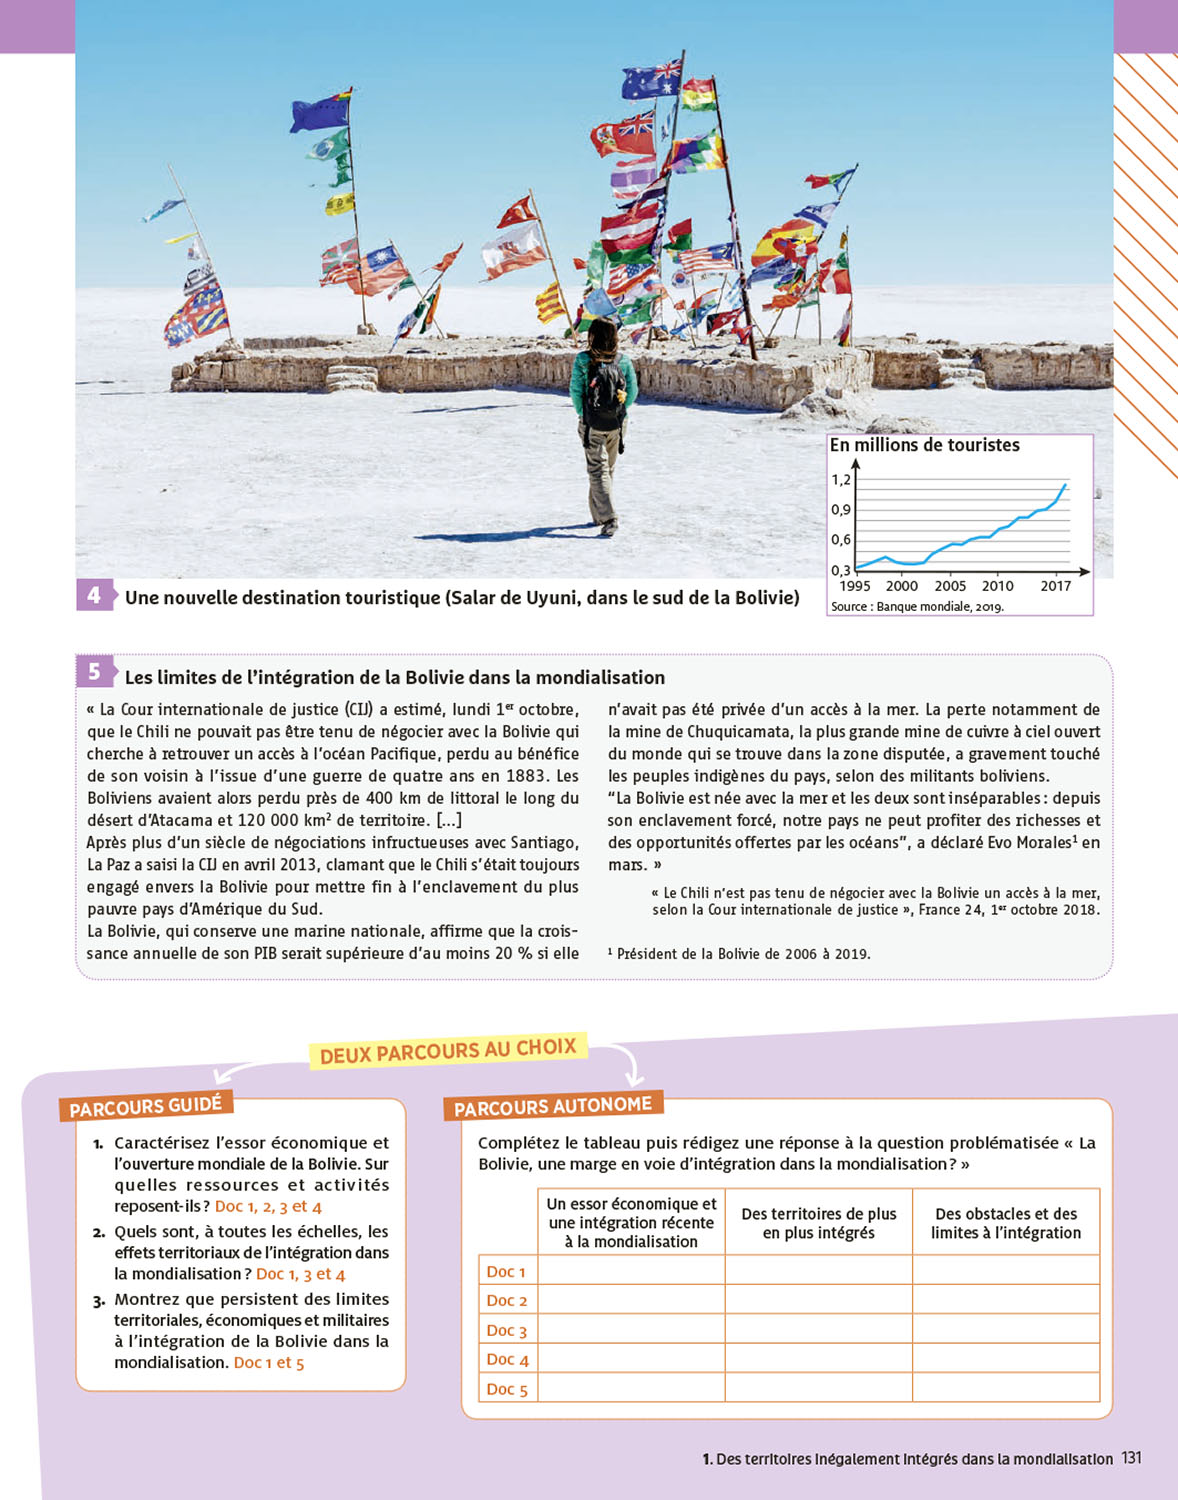 En millions de touristes
1,2
0,9
0,6
0,3
1995 2000 2005 2010 2017
Source : Banque mondiale, 2019.
4 Une nouvelle destination touristique (Salar de Uyuni, dans le sud de la Bolivie)
5 Les limites de l'intégration de la Bolivie dans la mondialisation
« La Cour internationale de justice (CIJ) a estimé, lundi 1er octobre,
que le Chili ne pouvait pas être tenu de négocier avec la Bolivie qui
cherche à retrouver un accès à l'océan Pacifique, perdu au bénéfice
de son voisin à l'issue d'une guerre de quatre ans en 1883. Les
Boliviens avaient alors perdu près de 400 km de littoral le long du
désert d'Atacama et 120 000 km² de territoire. [...]
Après plus d'un siècle de négociations infructueuses avec Santiago,
La Paz a saisi la CIJ en avril 2013, clamant que le Chili s'était toujours
engagé envers la Bolivie pour mettre fin à l'enclavement du plus
pauvre pays d'Amérique du Sud.
La Bolivie, qui conserve une marine nationale, affirme que la crois-
sance annuelle de son PIB serait supérieure d'au moins 20 % si elle
n'avait pas été privée d'un accès à la mer. La perte notamment de
la mine de Chuquicamata, la plus grande mine de cuivre à ciel ouvert
du monde qui se trouve dans la zone disputée, a gravement touché
les peuples indigènes du pays, selon des militants boliviens.
"La Bolivie est née avec la mer et les deux sont inséparables : depuis
son enclavement forcé, notre pays ne peut profiter des richesses et
des opportunités offertes par les océans", a déclaré Evo Morales¹ en
mars. »
« Le Chili n'est pas tenu de négocier avec la Bolivie un accès à la mer,
selon la Cour internationale de justice », France 24, 1er octobre 2018.
¹ Président de la Bolivie de 2006 à 2019.
DEUX PARCOURS AU CHOIX
PARCOURS GUIDÉ
1. Caractérisez l'essor économique et
l'ouverture mondiale de la Bolivie. Sur
quelles ressources et activités
reposent-ils ? Doc 1, 2, 3 et 4
2. Quels sont, à toutes les échelles, les
effets territoriaux de l'intégration dans
la mondialisation ? Doc 1, 3 et 4
3. Montrez que persistent des limites
territoriales, économiques et militaires
à l'intégration de la Bolivie dans la
mondialisation. Doc 1 et 5
PARCOURS AUTONOME
Complétez le tableau puis rédigez une réponse à la question problématisée « La
Bolivie, une marge en voie d'intégration dans la mondialisation ? »
Un essor économique et
une intégration récente
à la mondialisation
Des territoires de plus
en plus intégrés
Des obstacles et des
limites à l'intégration
Doc 1
Doc 2
Doc 3
Doc 4
Doc 5
1. Des territoires inégalement intégrés dans la mondialisation 131